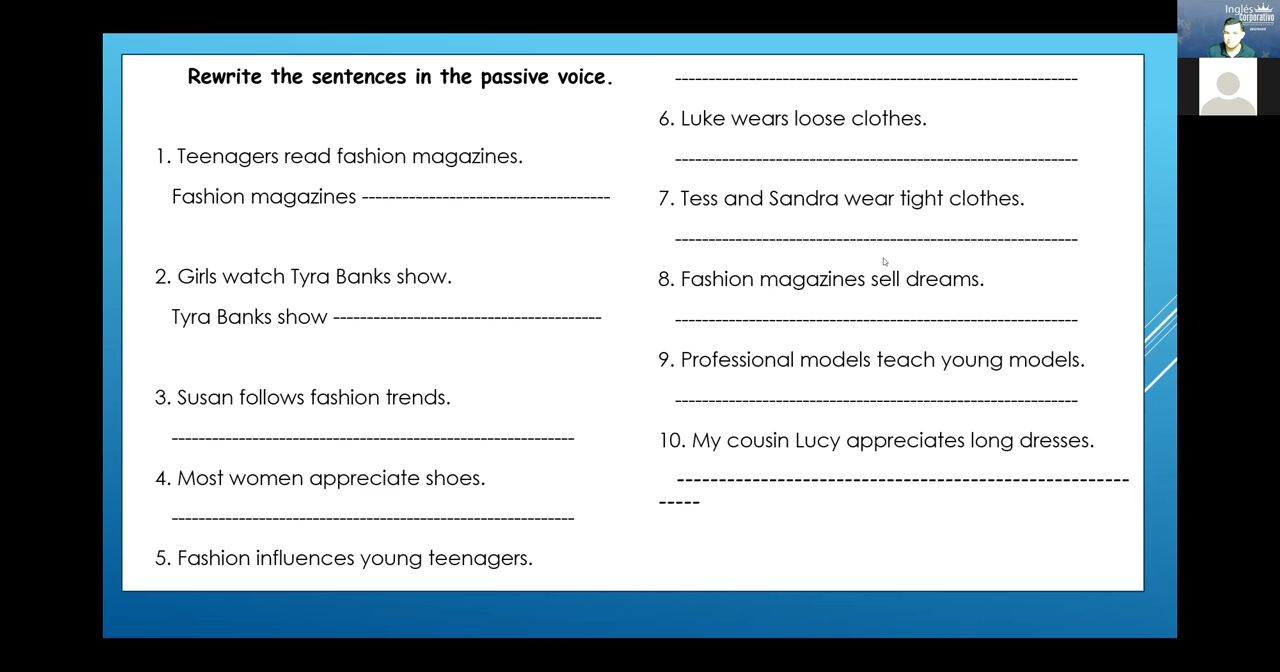 Rewrite the sentences in the passive voice.
1. Teenagers read fashion magazines.
Fashion magazines -------------------------------------
2. Girls watch Tyra Banks show.
Tyra Banks show ----------------------------------------
3. Susan follows fashion trends.
------------------------------------------------------------
4. Most women appreciate shoes.
------------------------------------------------------------
5. Fashion influences young teenagers.
------------------------------------------------------------
6. Luke wears loose clothes.
------------------------------------------------------------
7. Tess and Sandra wear tight clothes.
------------------------------------------------------------
8. Fashion magazines sell dreams.
------------------------------------------------------------
9. Professional models teach young models.
------------------------------------------------------------
10. My cousin Lucy appreciates long dresses.
------------------------------------------------------
-----
Inglés
Corporativo